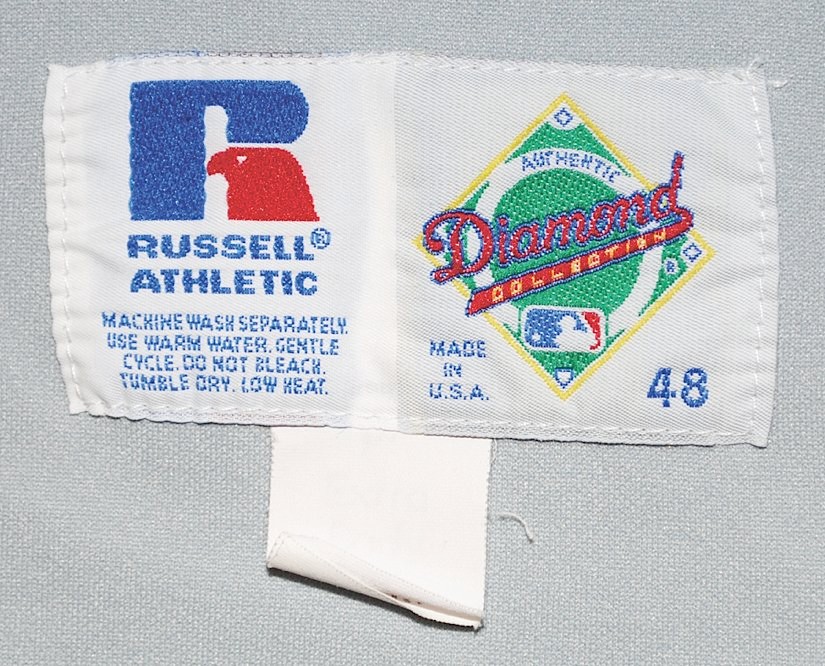 RUSSELL®
ATHLETIC
MACHINE WASH SEPARATELY.
USE WARM WATER. GENTLE
CYCLE. DO NOT BLEACH.
TUMBLE DRY. LOW HEAT.
AUTHENTIC
Diamond
COLLECTION
®
MADE
IN
U.S.A.
48